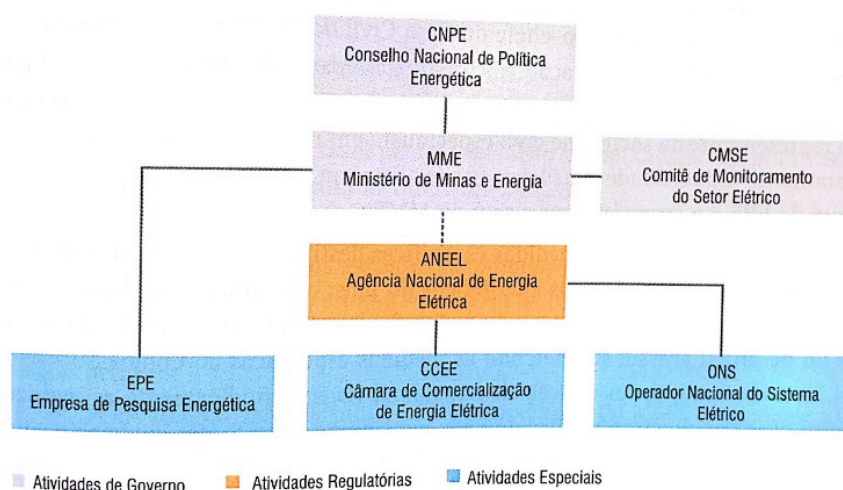 CNPE
Conselho Nacional de Política
Energética
MME
Ministério de Minas e Energia
CMSE
Comitê de Monitoramento
do Setor Elétrico
ANEEL
Agência Nacional de Energia
Elétrica
EPE
Empresa de Pesquisa Energética
CCEE
Câmara de Comercialização
de Energia Elétrica
ONS
Operador Nacional do Sistema
Elétrico
Atividades de Governo
Atividades Regulatórias
Atividades Especiais